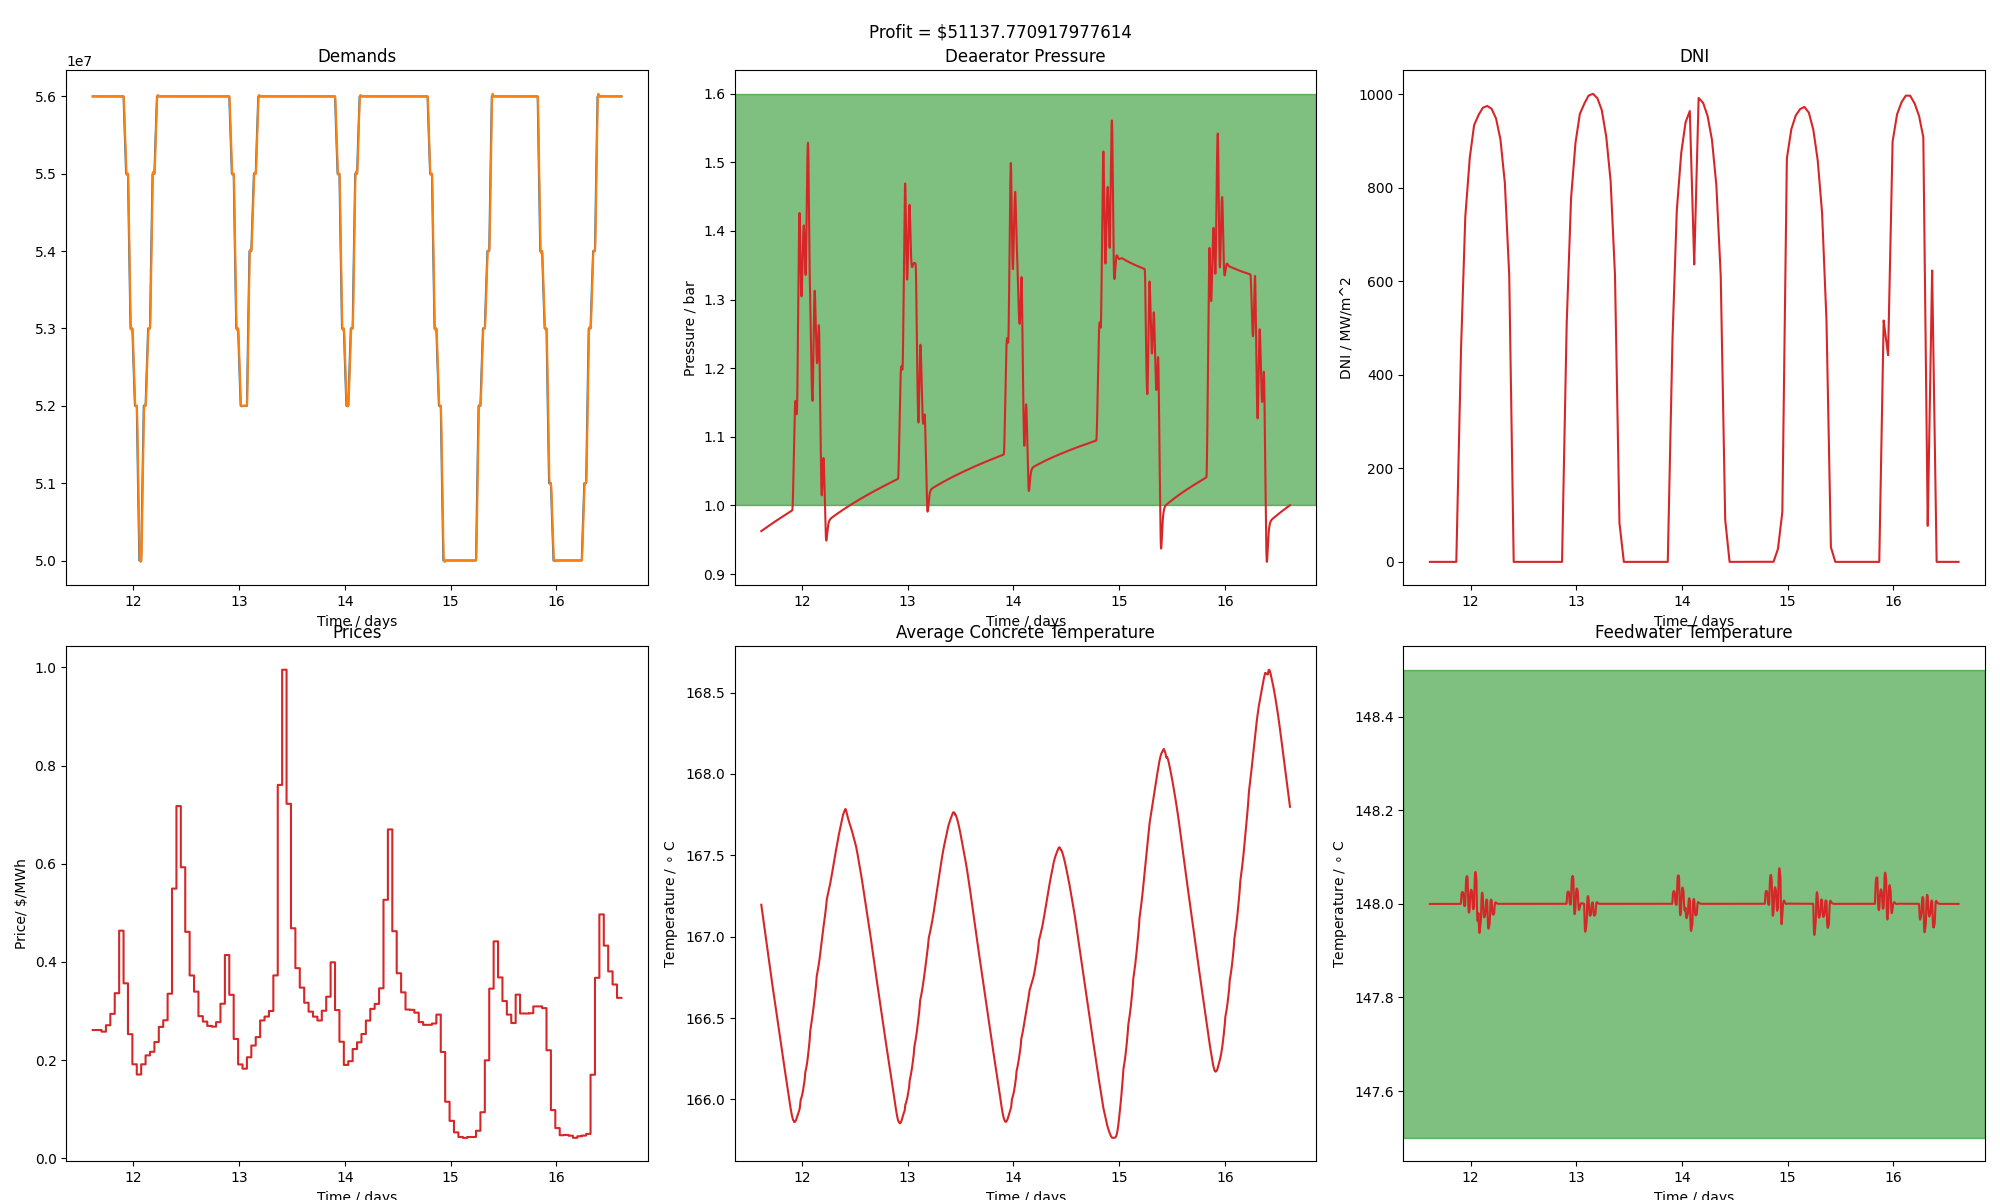 Profit = $51137.770917977614
Demands
1e7
5.6
5.5
5.4
5.3
5.2
5.1
5.0
12 13 14 15 16
Time / days
Deaerator Pressure
Pressure / bar
1.6
1.5
1.4
1.3
1.2
1.1
1.0
0.9
12 13 14 15 16
Time / days
DNI
DNI / MW/m^2
1000
800
600
400
200
0
12 13 14 15 16
Time / days
Prices
Price/ $/MWh
1.0
0.8
0.6
0.4
0.2
0.0
12 13 14 15 16
Time / days
Average Concrete Temperature
Temperature / ∘ C
168.5
168.0
167.5
167.0
166.5
166.0
12 13 14 15 16
Time / days
Feedwater Temperature
Temperature / ∘ C
148.4
148.2
148.0
147.8
147.6
12 13 14 15 16
Time / days